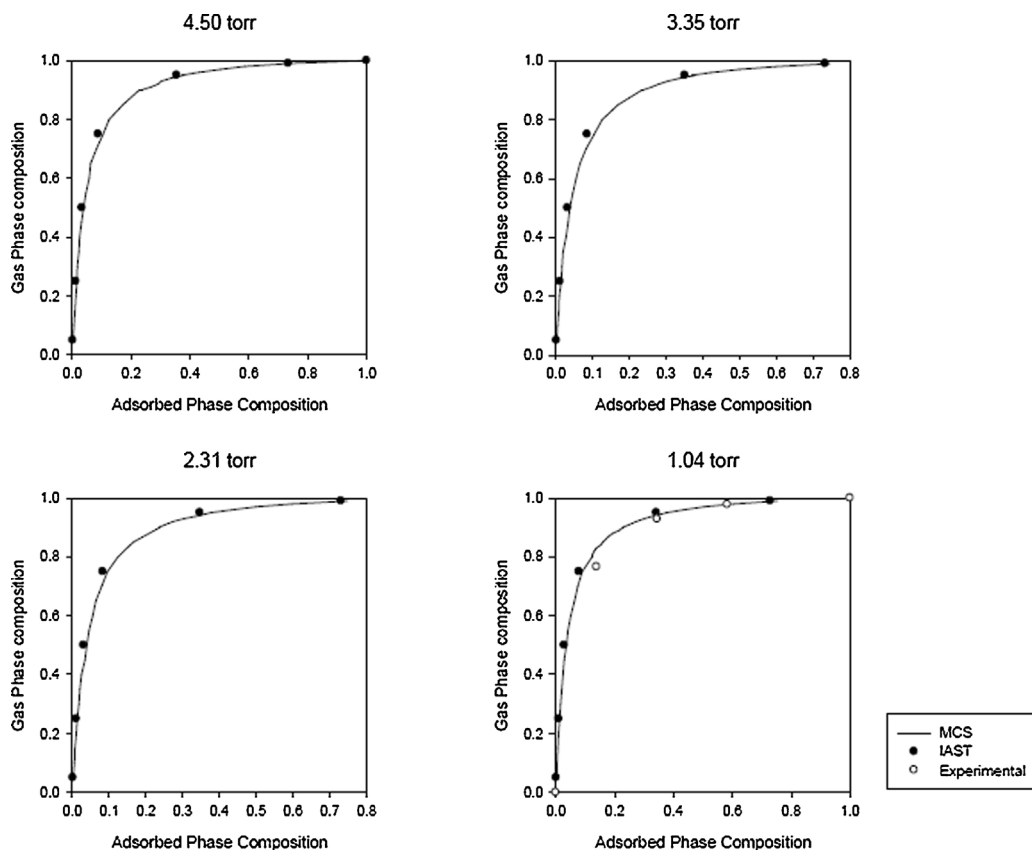 4.50 torr
1.0
0.8
0.6
0.4
0.2
0.0
0.0 0.2 0.4 0.6 0.8 1.0
Gas Phase composition
Adsorbed Phase Composition
3.35 torr
1.0
0.8
0.6
0.4
0.2
0.0
0.0 0.1 0.2 0.3 0.4 0.5 0.6 0.7 0.8
Gas Phase composition
Adsorbed Phase Composition
2.31 torr
1.0
0.8
0.6
0.4
0.2
0.0
0.0 0.1 0.2 0.3 0.4 0.5 0.6 0.7 0.8
Gas Phase composition
Adsorbed Phase Composition
1.04 torr
1.0
0.8
0.6
0.4
0.2
0.0
0.0 0.2 0.4 0.6 0.8 1.0
Gas Phase composition
Adsorbed Phase Composition
MCS
IAST
Experimental